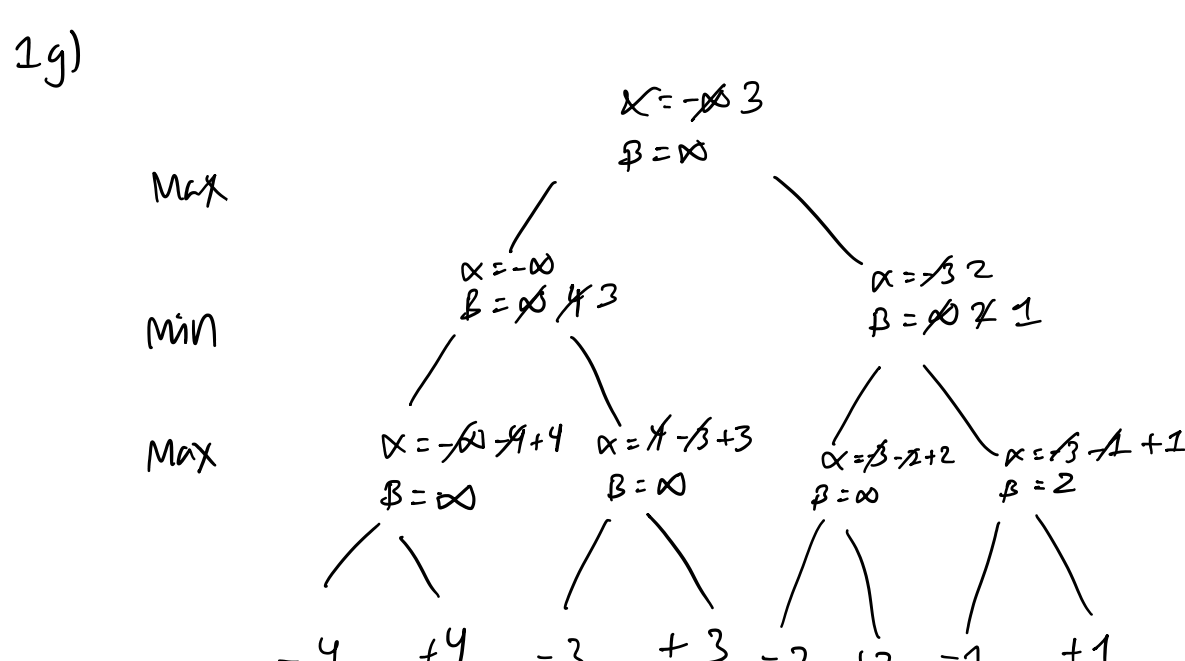 1g)
α = -∞ 3
β = ∞
Max
α = -∞
β = ∞ 4 3
α = -3 2
β = ∞ 2 1
Min
Max
α = -∞ -4 +4
β = ∞
α = 4 -3 +3
β = ∞
α = -3 -2 +2
β = ∞
α = -3 -1 +1
β = 2
-4 +4 -3 +3 -2 +2 -1 +1